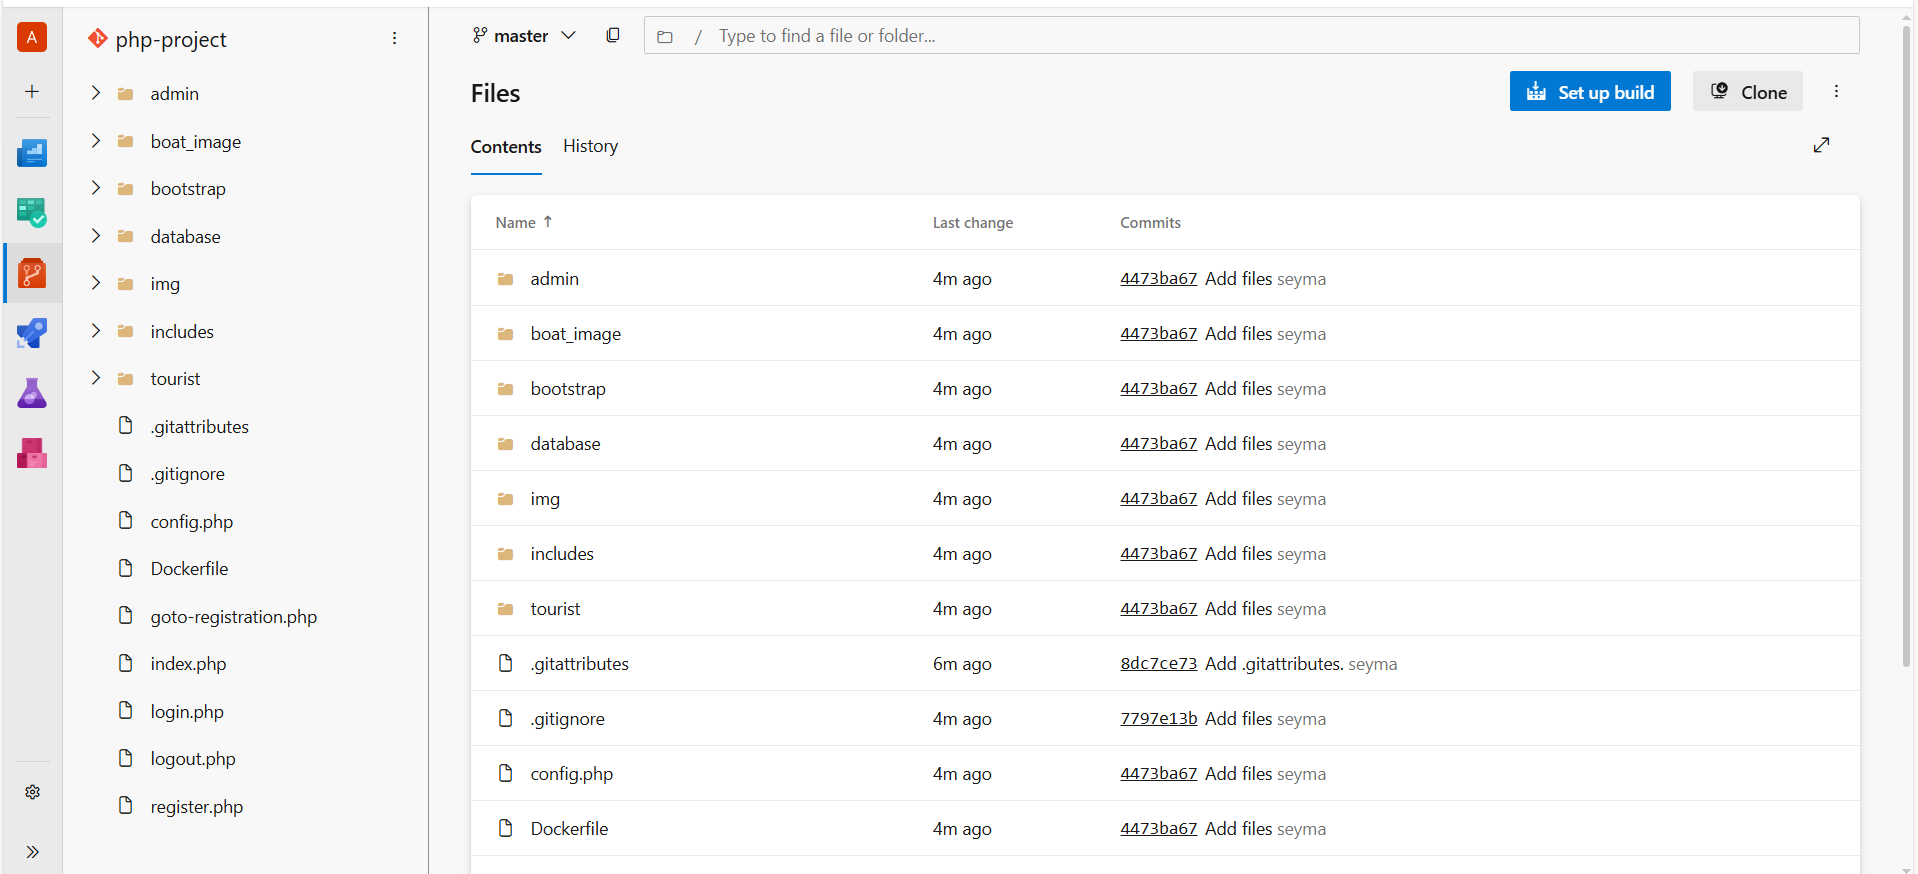 A
php-project
admin
boat_image
bootstrap
database
img
includes
tourist
.gitattributes
.gitignore
config.php
Dockerfile
goto-registration.php
index.php
login.php
logout.php
register.php
master
/ Type to find a file or folder...
Files
Set up build
Clone
Contents History
Name ↑ Last change Commits
admin 4m ago 4473ba67 Add files seyma
boat_image 4m ago 4473ba67 Add files seyma
bootstrap 4m ago 4473ba67 Add files seyma
database 4m ago 4473ba67 Add files seyma
img 4m ago 4473ba67 Add files seyma
includes 4m ago 4473ba67 Add files seyma
tourist 4m ago 4473ba67 Add files seyma
.gitattributes 6m ago 8dc7ce73 Add .gitattributes. seyma
.gitignore 4m ago 7797e13b Add files seyma
config.php 4m ago 4473ba67 Add files seyma
Dockerfile 4m ago 4473ba67 Add files seyma